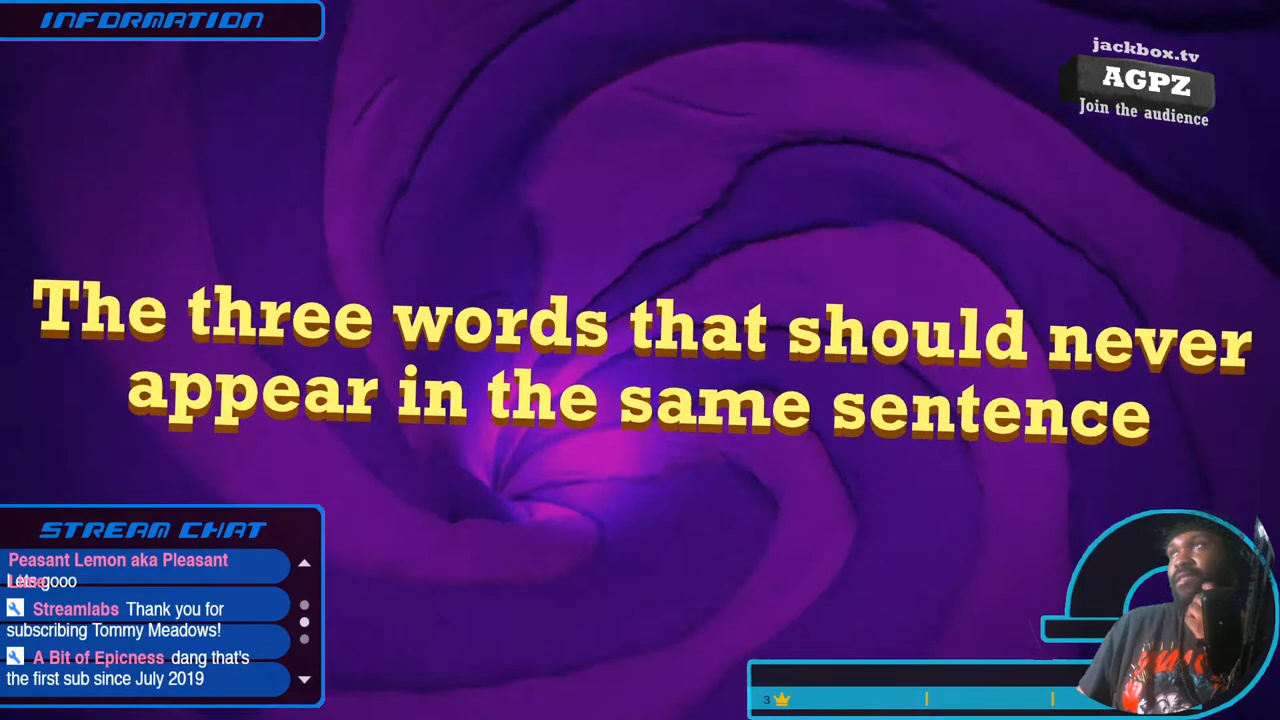 INFORMATION
jackbox.tv
AGPZ
Join the audience
The three words that should never
appear in the same sentence
STREAM CHAT
Peasant Lemon aka Pleasant
Lets gooo
Streamlabs Thank you for
subscribing Tommy Meadows!
A Bit of Epicness dang that's
the first sub since July 2019
3